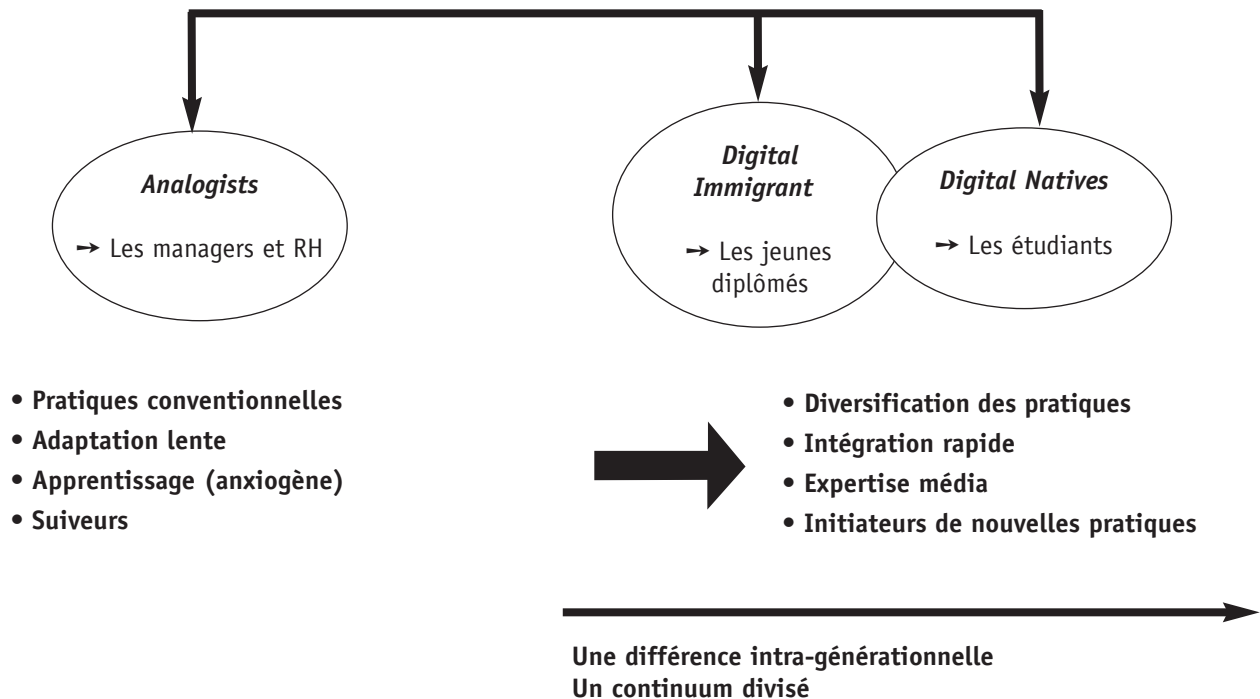 Analogists
→ Les managers et RH
Digital
Immigrant
→ Les jeunes
diplômés
Digital Natives
→ Les étudiants
• Pratiques conventionnelles
• Adaptation lente
• Apprentissage (anxiogène)
• Suiveurs
• Diversification des pratiques
• Intégration rapide
• Expertise média
• Initiateurs de nouvelles pratiques
Une différence intra-générationnelle
Un continuum divisé